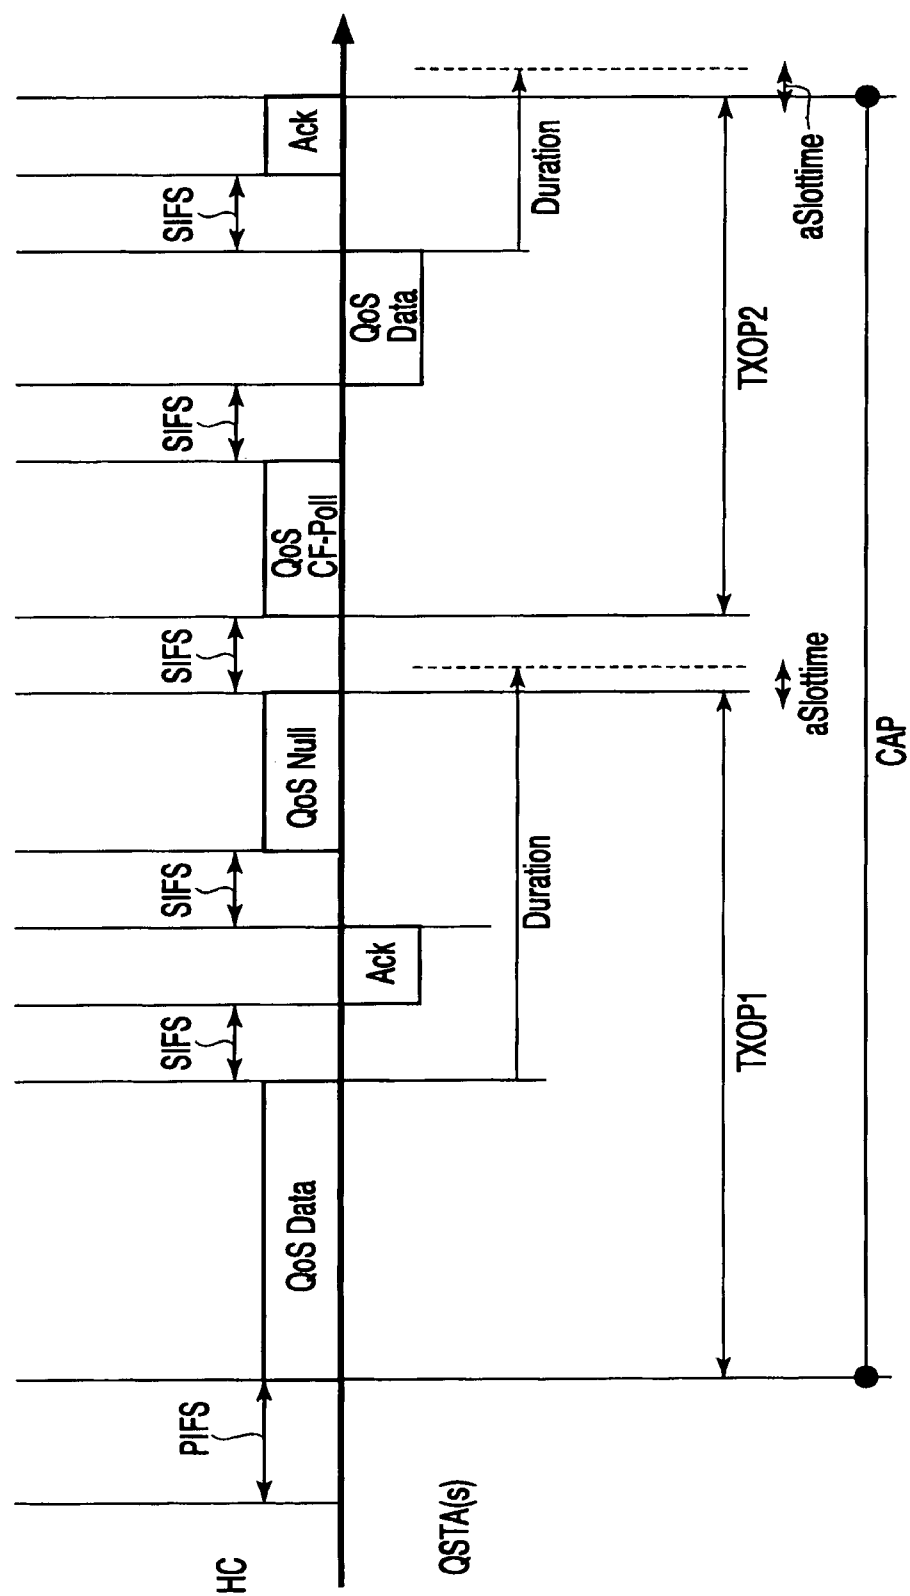 HC
PIFS
SIFS
SIFS
SIFS
SIFS
SIFS
QoS Data
QoS Null
QoS
CF-Poll
Ack
Ack
QoS
Data
QSTA(s)
Duration
Duration
TXOP1
TXOP2
aSlottime
aSlottime
CAP